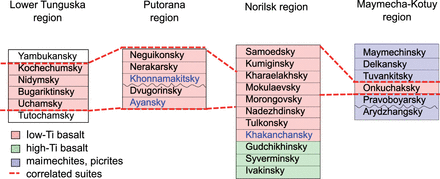 Lower Tunguska
region
Yambukansky
Kochechumsky
Nidymsky
Bugariktinsky
Uchamsky
Tutochamsky
Putorana
region
Neguikonsky
Nerakarsky
Khonnamakitsky
Dvugorinsky
Ayansky
Norilsk region
Samoedsky
Kumiginsky
Kharaelakhsky
Mokulaevsky
Morongovsky
Nadezhdinsky
Tulkonsky
Khakanchansky
Gudchikhinsky
Syverminsky
Ivakinsky
Maymecha-Kotuy
region
Maymechinsky
Delkansky
Tuvankitsky
Onkuchaksky
Pravoboyarsky
Arydzhangsky
low-Ti basalt
high-Ti basalt
maimechites, picrites
correlated suites